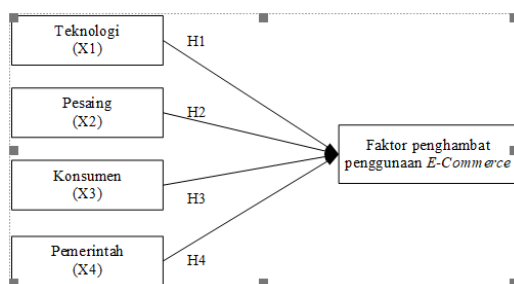 Teknologi
(X1)
H1
Pesaing
(X2)
H2
Faktor penghambat
penggunaan E-Commerce
Konsumen
(X3)
H3
Pemerintah
(X4)
H4